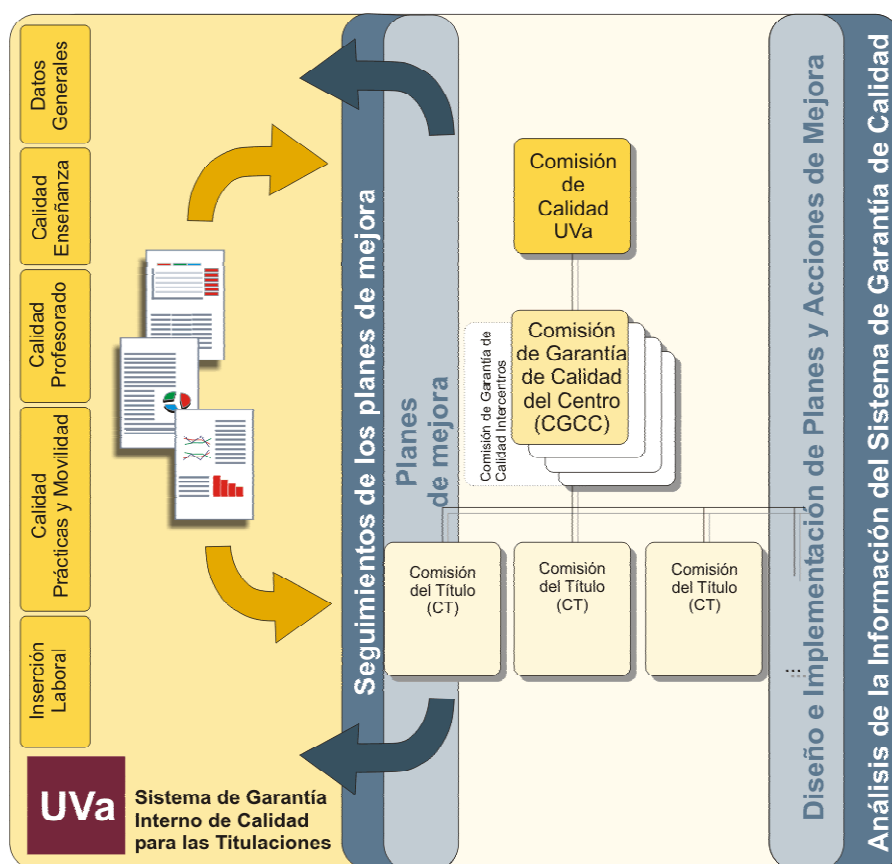 Datos
Generales
Calidad
Enseñanza
Calidad
Profesorado
Calidad
Prácticas y Movilidad
Inserción
Laboral
UVa
Sistema de Garantía
Interno de Calidad
para las Titulaciones
Seguimientos de los planes de mejora
Planes
de mejora
Comisión
de
Calidad
UVa
Comisión de Garantía de
Calidad Intercentros
Comisión
de Garantía
de Calidad
del Centro
(CGCC)
Comisión
del Título
(CT)
Comisión
del Título
(CT)
Comisión
del Título
(CT)
...
Diseño e Implementación de Planes y Acciones de Mejora
Análisis de la Información del Sistema de Garantía de Calidad